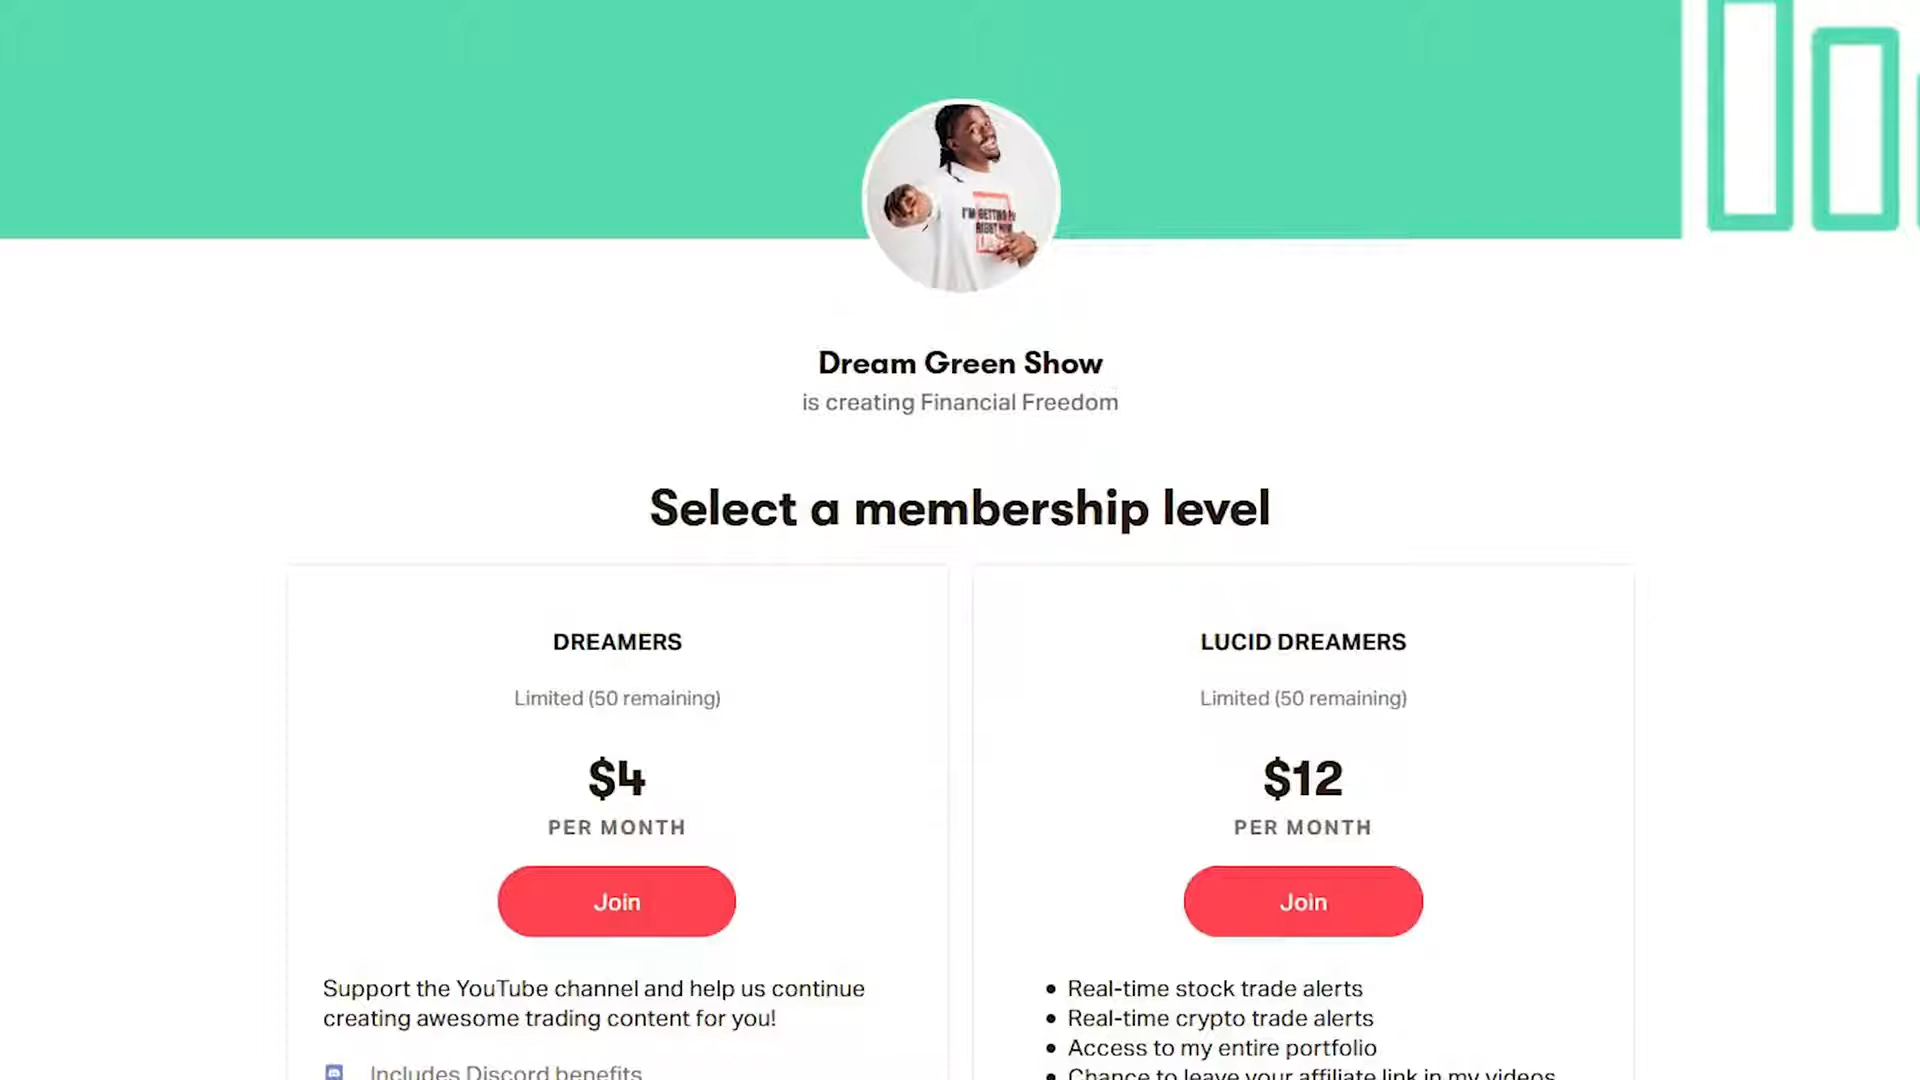 I'M GETTING
RIGHT
Dream Green Show
is creating Financial Freedom
Select a membership level
DREAMERS
Limited (50 remaining)
$4
PER MONTH
Join
Support the YouTube channel and help us continue
creating awesome trading content for you!
Includes Discord benefits
LUCID DREAMERS
Limited (50 remaining)
$12
PER MONTH
Join
• Real-time stock trade alerts
• Real-time crypto trade alerts
• Access to my entire portfolio
• Chance to leave your affiliate link in my videos